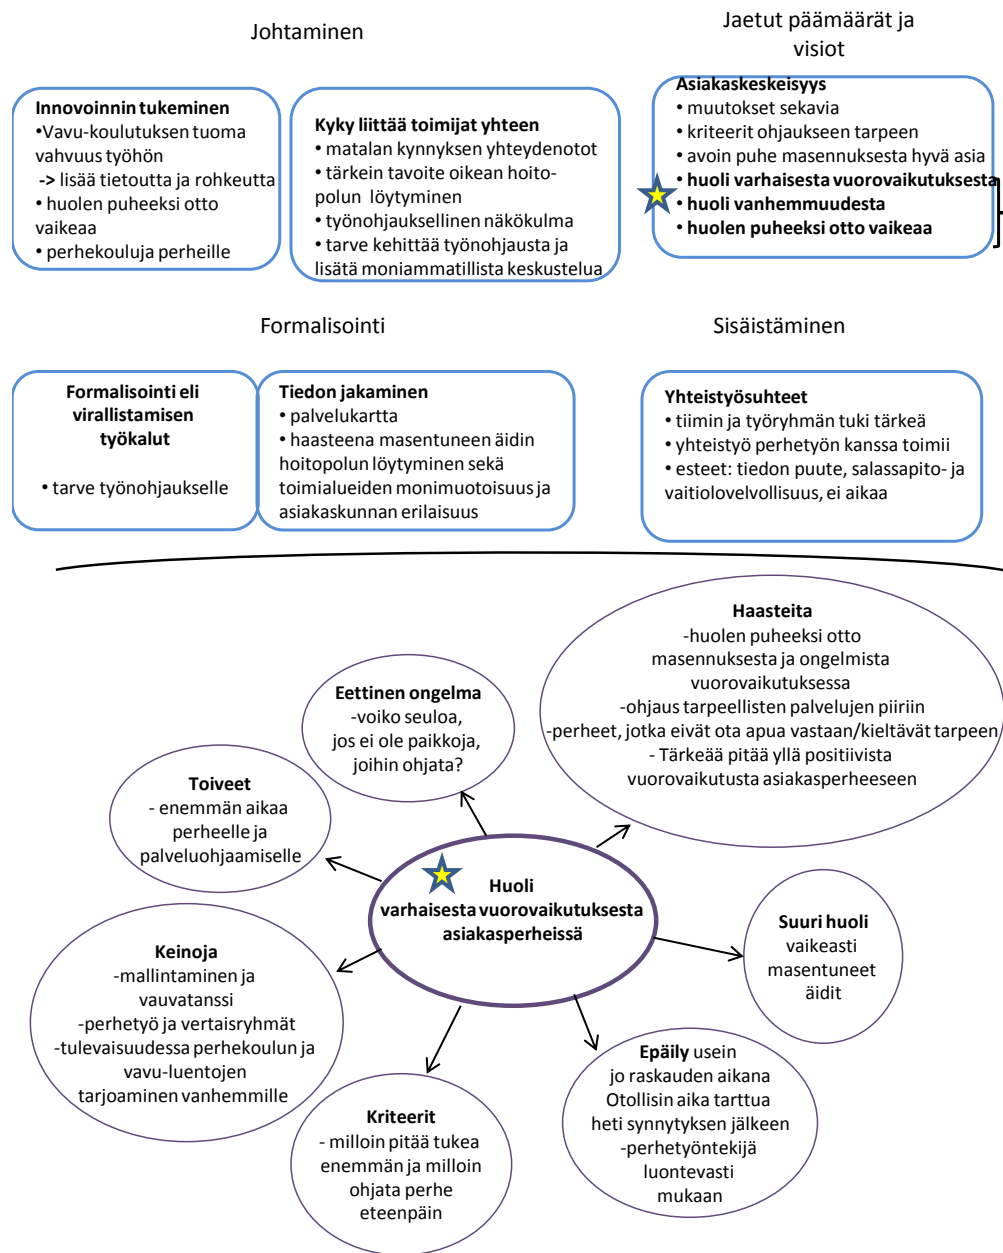 Johtaminen
Jaetut päämäärät ja
visiot
Innovoinnin tukeminen
•Vavu-koulutuksen tuoma
vahvuus työhön
-> lisää tietoutta ja rohkeutta
• huolen puheeksi otto
vaikeaa
• perhekouluja perheille
Kyky liittää toimijat yhteen
• matalan kynnyksen yhteydenotot
• tärkein tavoite oikean hoito-
polun löytyminen
• työnohjauksellinen näkökulma
• tarve kehittää työnohjausta ja
lisätä moniammatillista keskustelua
Asiakaskeskeisyys
• muutokset sekavia
• kriteerit ohjaukseen tarpeen
• avoin puhe masennuksesta hyvä asia
• huoli varhaisesta vuorovaikutuksesta
• huoli vanhemmuudesta
• huolen puheeksi otto vaikeaa
Formalisointi
Sisäistäminen
Formalisointi eli
virallistamisen
työkalut
• tarve työnohjaukselle
Tiedon jakaminen
• palvelukartta
• haasteena masentuneen äidin
hoitopolun löytyminen sekä
toimialueiden monimuotoisuus ja
asiakaskunnan erilaisuus
Yhteistyösuhteet
• tiimin ja työryhmän tuki tärkeä
• yhteistyö perhetyön kanssa toimii
• esteet: tiedon puute, salassapito- ja
vaitiolovelvollisuus, ei aikaa
Haasteita
-huolen puheeksi otto
masennuksesta ja ongelmista
vuorovaikutuksessa
-ohjaus tarpeellisten palvelujen piiriin
-perheet, jotka eivät ota apua vastaan/kieltävät tarpeen
- Tärkeää pitää yllä positiivista
vuorovaikutusta asiakasperheeseen
Eettinen ongelma
-voiko seuloa,
jos ei ole paikkoja,
joihin ohjata?
Toiveet
- enemmän aikaa
perheelle ja
palveluohjaamiselle
Huoli
varhaisesta vuorovaikutuksesta
asiakasperheissä
Suuri huoli
vaikeasti
masentuneet
äidit
Keinoja
-mallintaminen ja
vauvatanssi
-perhetyö ja vertaisryhmät
-tulevaisuudessa perhekoulun ja
vavu-luentojen
tarjoaminen vanhemmille
Epäily usein
jo raskauden aikana
Otollisin aika tarttua
heti synnytyksen jälkeen
-perhetyöntekijä
luontevasti
mukaan
Kriteerit
- milloin pitää tukea
enemmän ja milloin
ohjata perhe
eteenpäin